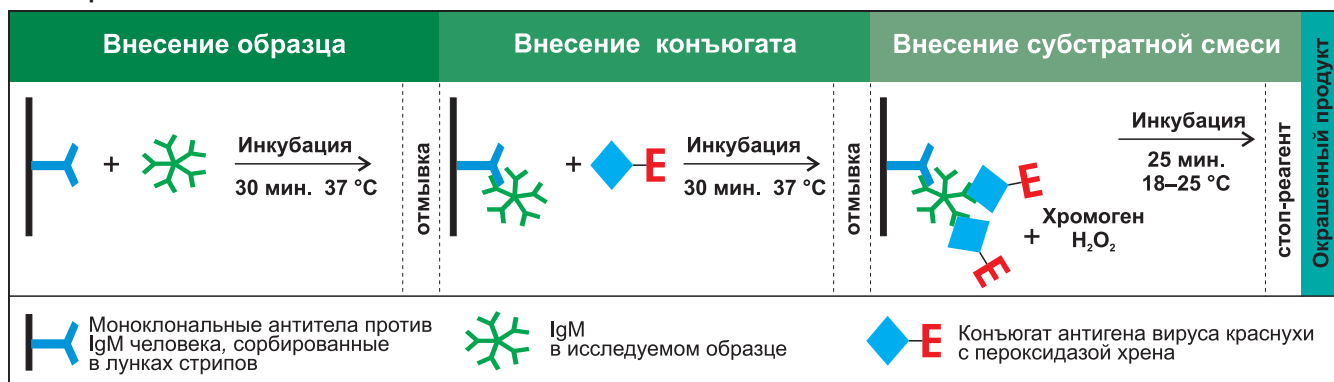 Внесение образца
Внесение конъюгата
Внесение субстратной смеси
+
Инкубация
30 мин. 37 °C
отмывка
+
E
Инкубация
30 мин. 37 °C
отмывка
E
E
+
Хромоген
H₂O₂
Инкубация
25 мин.
18–25 °C
стоп-реагент
Окрашенный продукт
Моноклональные антитела против
IgM человека, сорбированные
в лунках стрипов
IgM
в исследуемом образце
E
Конъюгат антигена вируса краснухи
с пероксидазой хрена